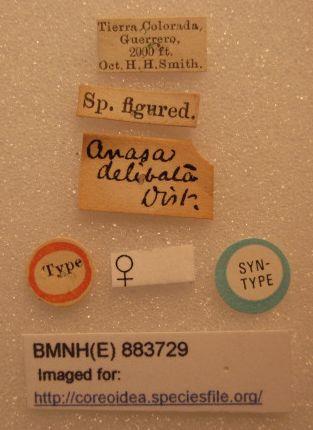 Tierra Colorada,
Guerrero,
2000 ft.
Oct. H. H. Smith.
Sp. figured.
Anasa
delibata
Dist.
Type
♀
SYN-
TYPE
BMNH(E) 883729
Imaged for:
http://coreoidea.speciesfile.org/